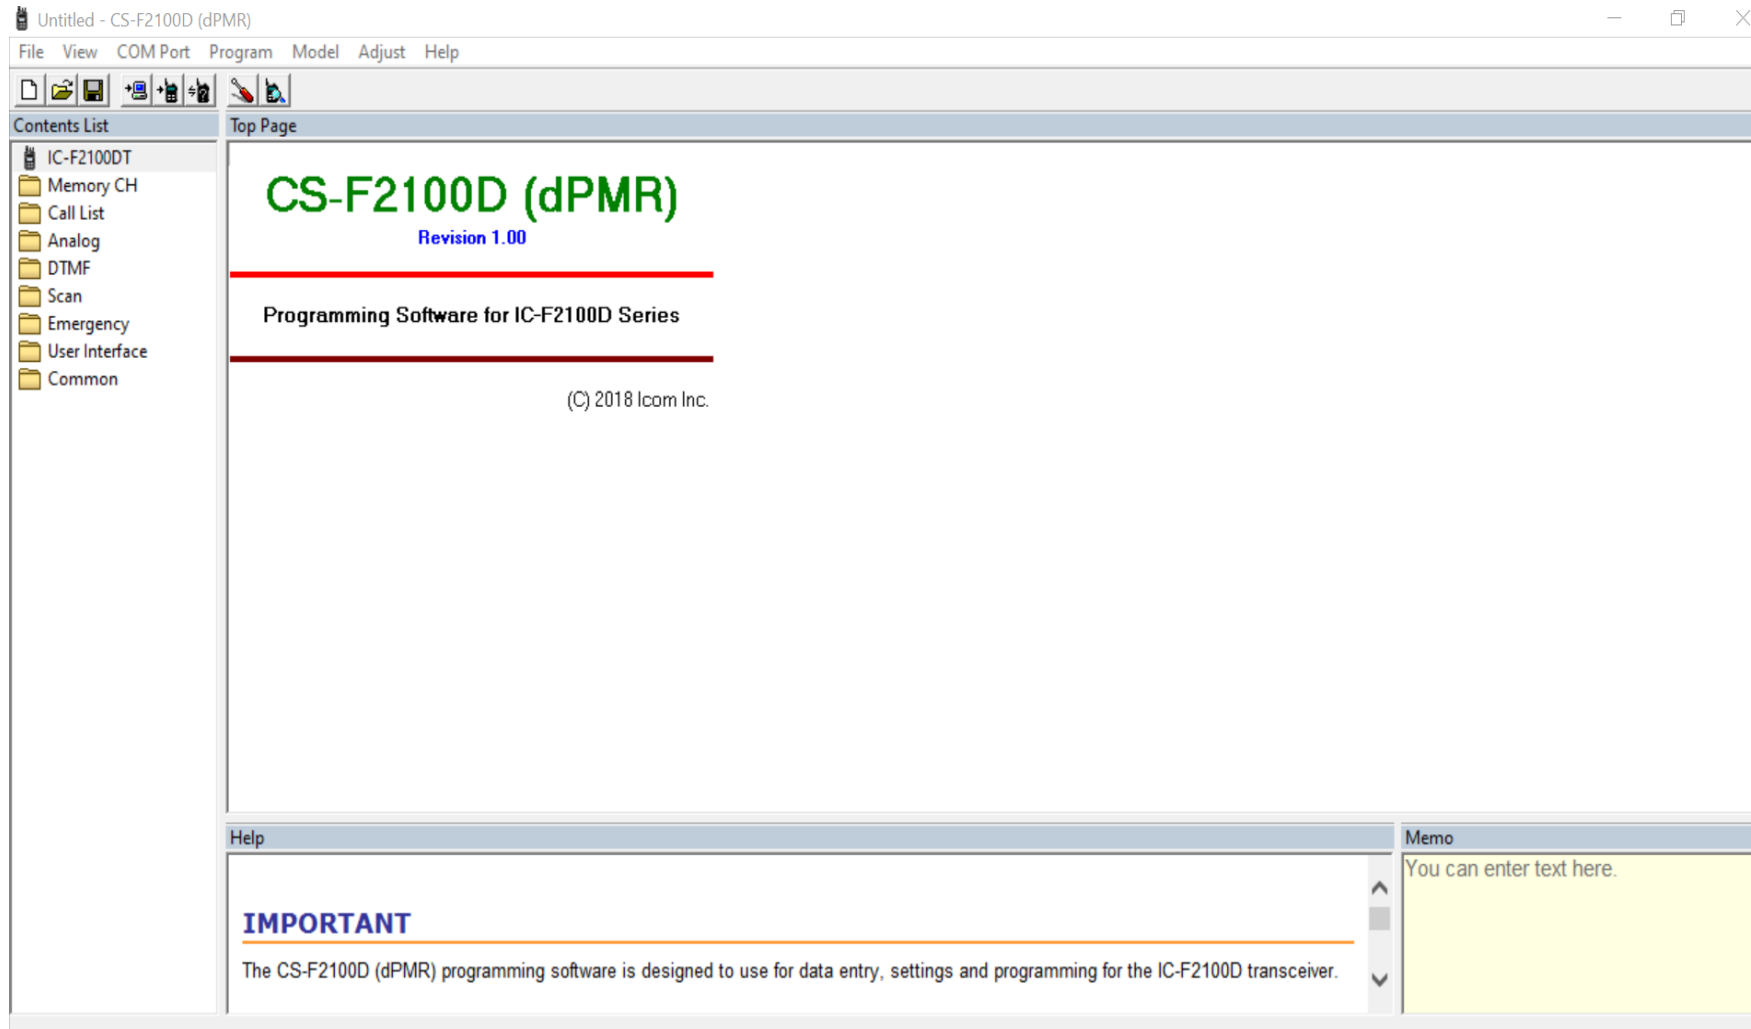 Untitled - CS-F2100D (dPMR)
File View COM Port Program Model Adjust Help
Contents List
Top Page
IC-F2100DT
Memory CH
Call List
Analog
DTMF
Scan
Emergency
User Interface
Common
CS-F2100D (dPMR)
Revision 1.00
Programming Software for IC-F2100D Series
(C) 2018 Icom Inc.
Help
IMPORTANT
The CS-F2100D (dPMR) programming software is designed to use for data entry, settings and programming for the IC-F2100D transceiver.
Memo
You can enter text here.